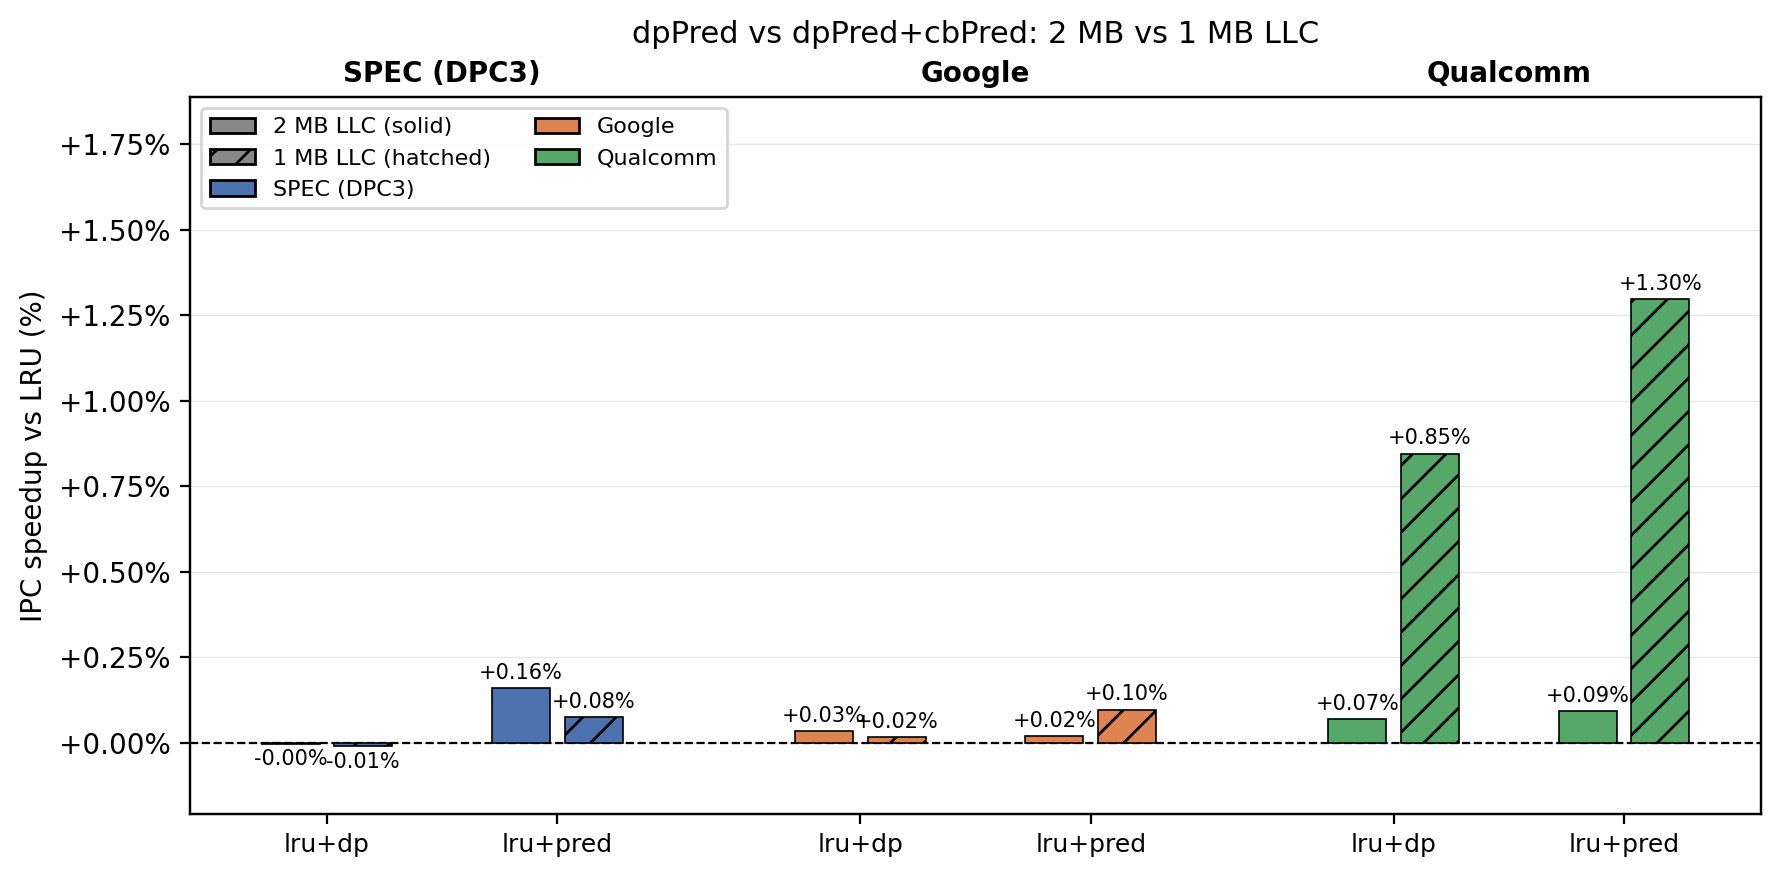 dpPred vs dpPred+cbPred: 2 MB vs 1 MB LLC
SPEC (DPC3)
Google
Qualcomm
2 MB LLC (solid)
1 MB LLC (hatched)
SPEC (DPC3)
Google
Qualcomm
IPC speedup vs LRU (%)
+1.75%
+1.50%
+1.25%
+1.00%
+0.75%
+0.50%
+0.25%
+0.00%
-0.00%
-0.01%
+0.16%
+0.08%
+0.03%
+0.02%
+0.02%
+0.10%
+0.07%
+0.85%
+0.09%
+1.30%
lru+dp
lru+pred
lru+dp
lru+pred
lru+dp
lru+pred